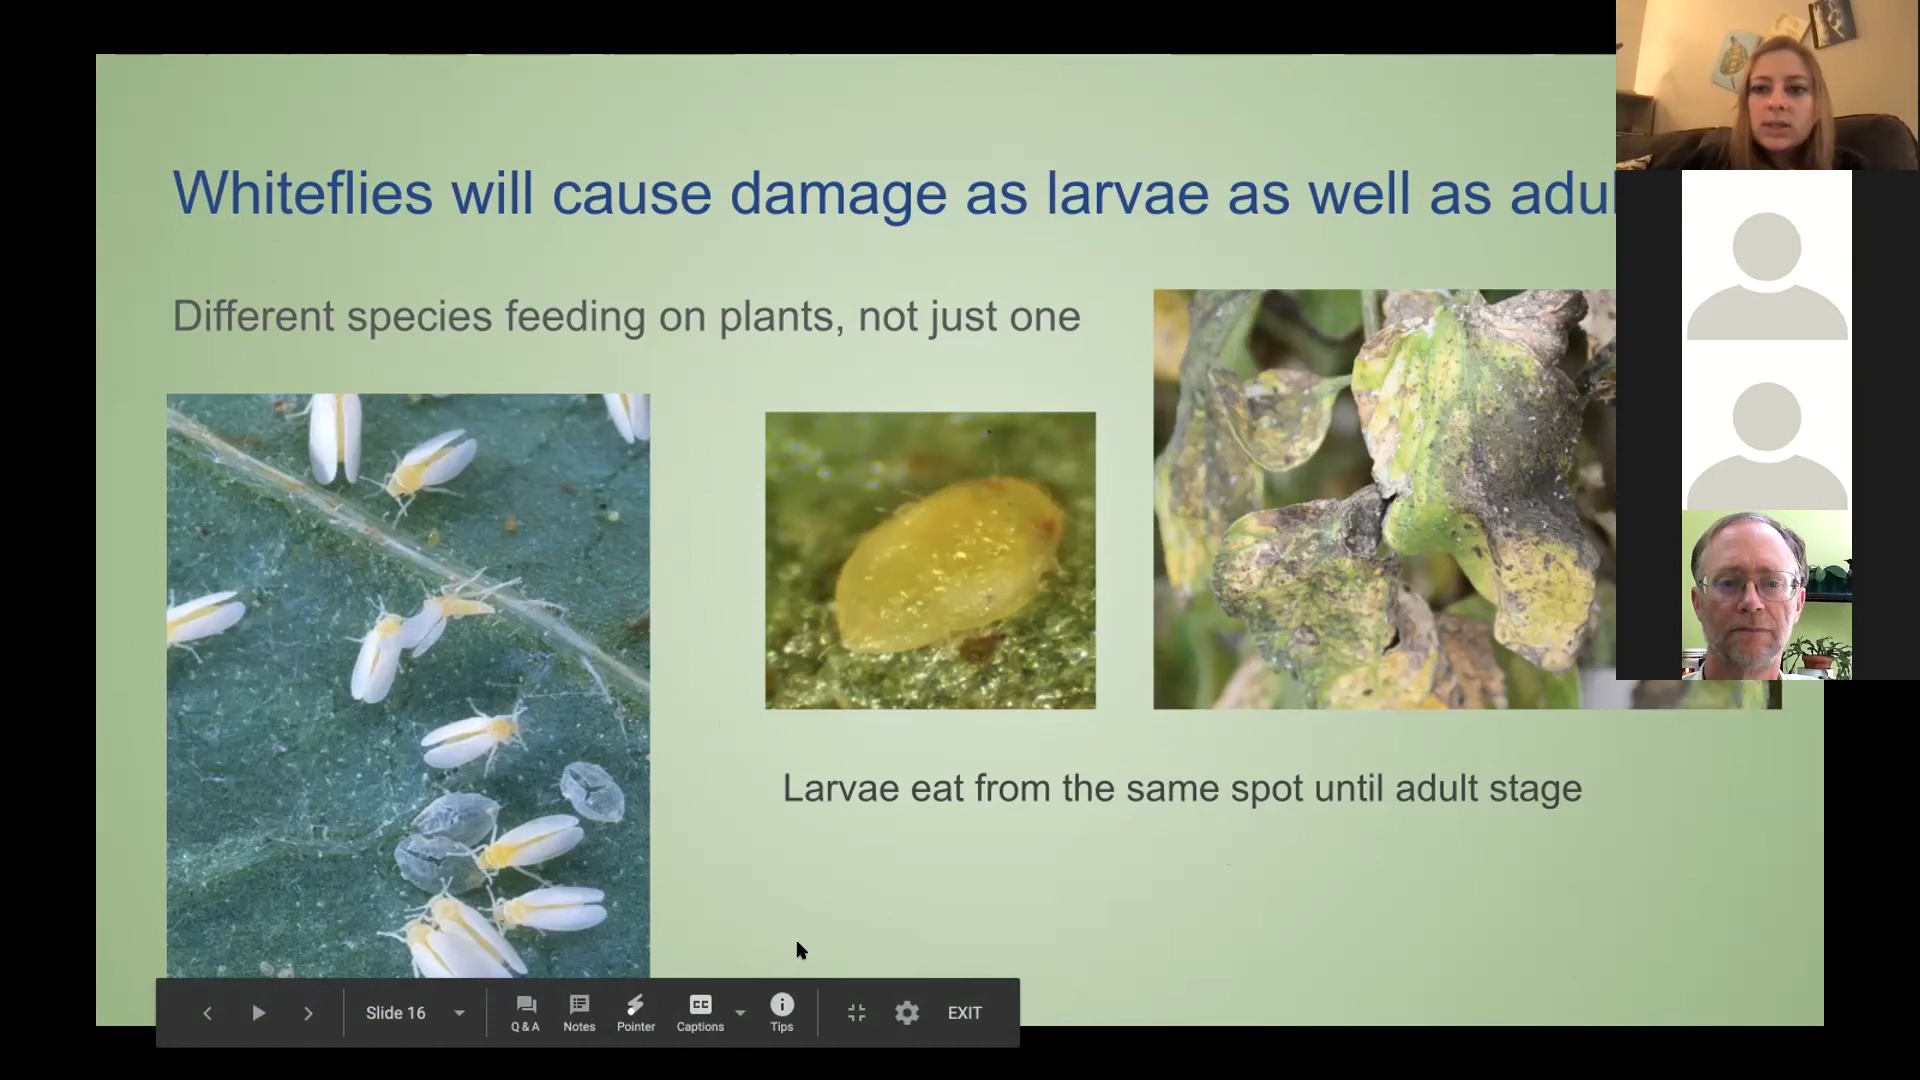 Whiteflies will cause damage as larvae as well as
Different species feeding on plants, not just one
Larvae eat from the same spot until adult stage
Slide 16
Q & A
Notes
Pointer
CC
Captions
Tips
EXIT